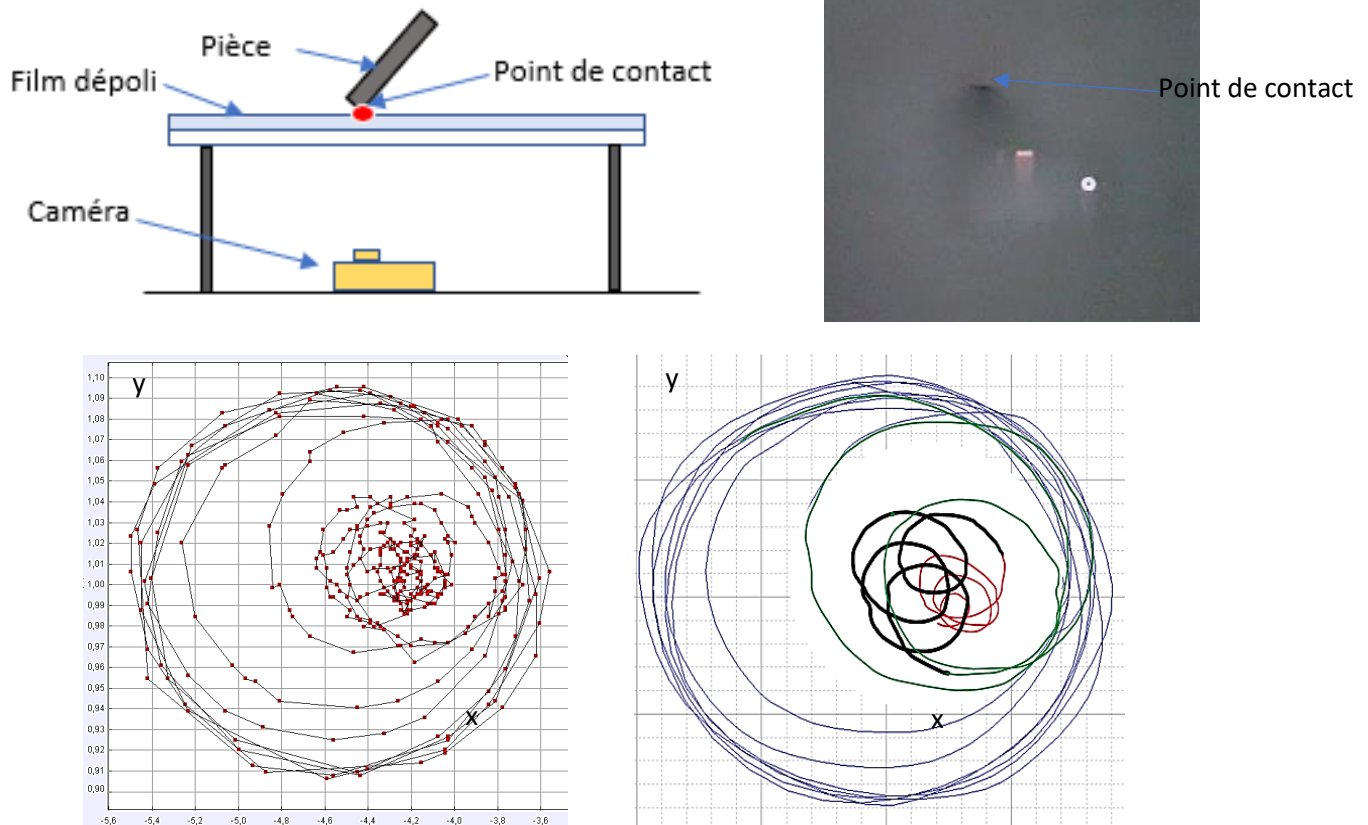 Pièce
Film dépoli
Point de contact
Caméra
Point de contact
y
1,10
1,09
1,08
1,07
1,06
1,05
1,04
1,03
1,02
1,01
1,00
0,99
0,98
0,97
0,96
0,95
0,94
0,93
0,92
0,91
0,90
x
-5,6 -5,4 -5,2 -5,0 -4,8 -4,6 -4,4 -4,2 -4,0 -3,8 -3,6
y
x